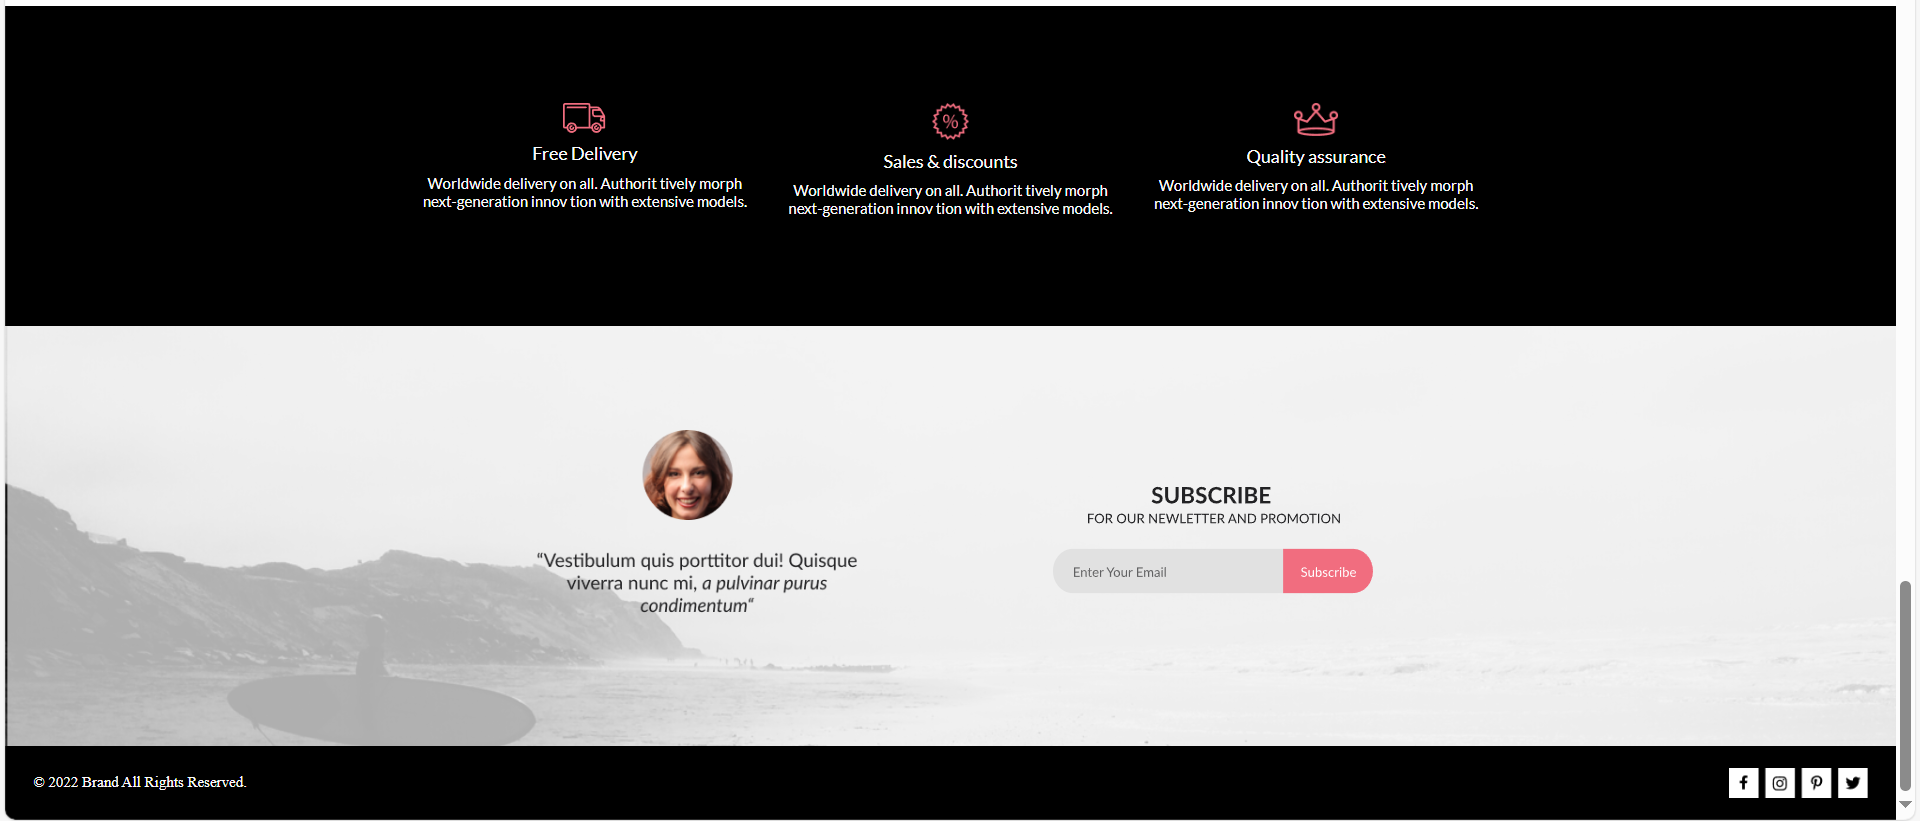 Free Delivery
Worldwide delivery on all. Authorit tively morph
next-generation innov tion with extensive models.
%
Sales & discounts
Worldwide delivery on all. Authorit tively morph
next-generation innov tion with extensive models.
Quality assurance
Worldwide delivery on all. Authorit tively morph
next-generation innov tion with extensive models.
“Vestibulum quis porttitor dui! Quisque
viverra nunc mi, a pulvinar purus
condimentum“
SUBSCRIBE
FOR OUR NEWLETTER AND PROMOTION
Enter Your Email
Subscribe
© 2022 Brand All Rights Reserved.